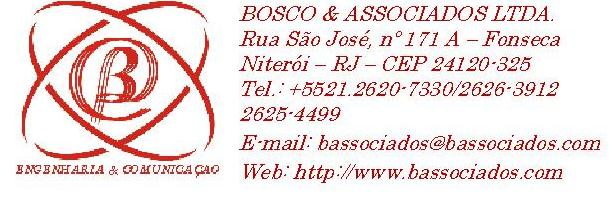 BOSCO & ASSOCIADOS LTDA.
Rua São José, nº 171 A – Fonseca
Niterói – RJ – CEP 24120-325
Tel.: +5521.2620-7330/2626-3912
2625-4499
E-mail: bassociados@bassociados.com
Web: http://www.bassociados.com
B
ENGENHARIA & COMUNICAÇAO